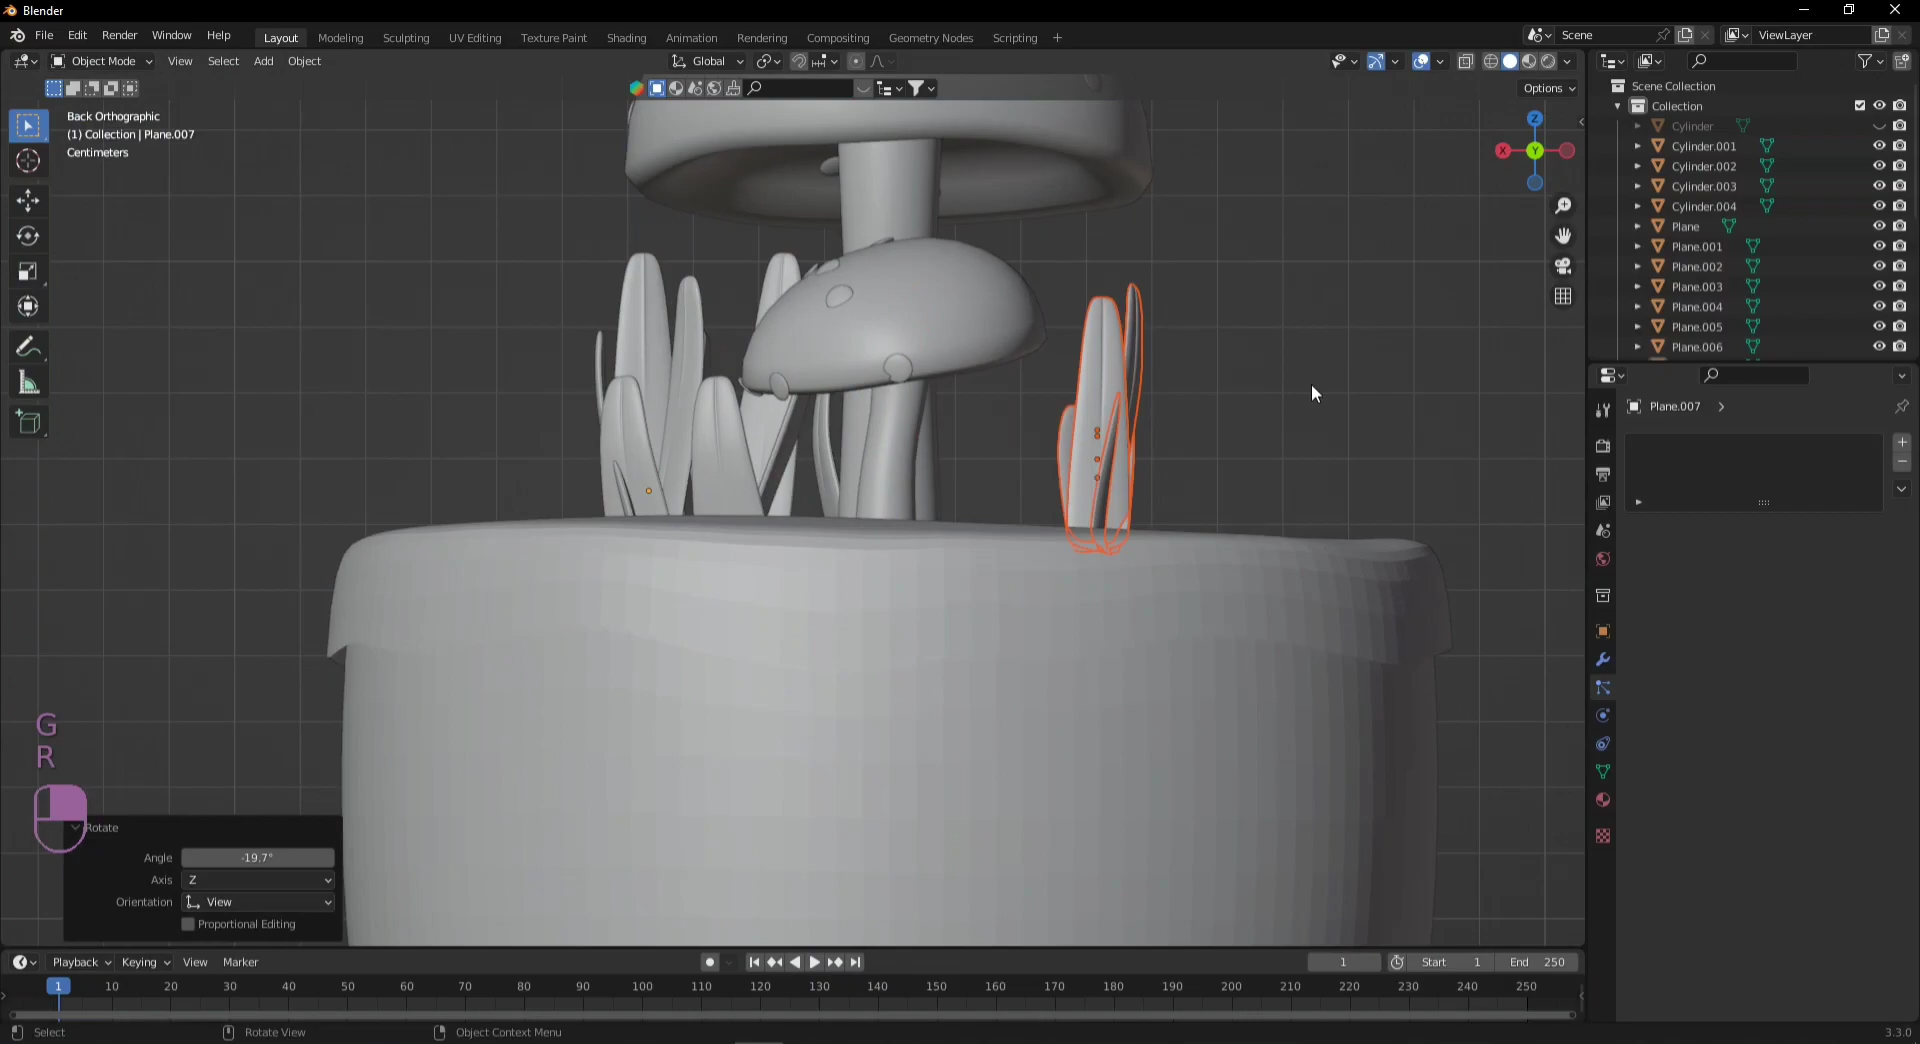 Blender
File Edit Render Window Help Layout Modeling Sculpting UV Editing Texture Paint Shading Animation Rendering Compositing Geometry Nodes Scripting + Scene ViewLayer
Object Mode View Select Add Object Global
Options
Back Orthographic
(1) Collection | Plane.007
Centimeters
Z
X
Y
Scene Collection
Collection
Cylinder
Cylinder.001
Cylinder.002
Cylinder.003
Cylinder.004
Plane
Plane.001
Plane.002
Plane.003
Plane.004
Plane.005
Plane.006
Plane.007
G
R
Rotate
Angle -19.7°
Axis Z
Orientation View
Proportional Editing
Playback Keying View Marker 1 Start 1 End 250
1 10 20 30 40 50 60 70 80 90 100 110 120 130 140 150 160 170 180 190 200 210 220 230 240 250
Select Rotate View Object Context Menu 3.3.0